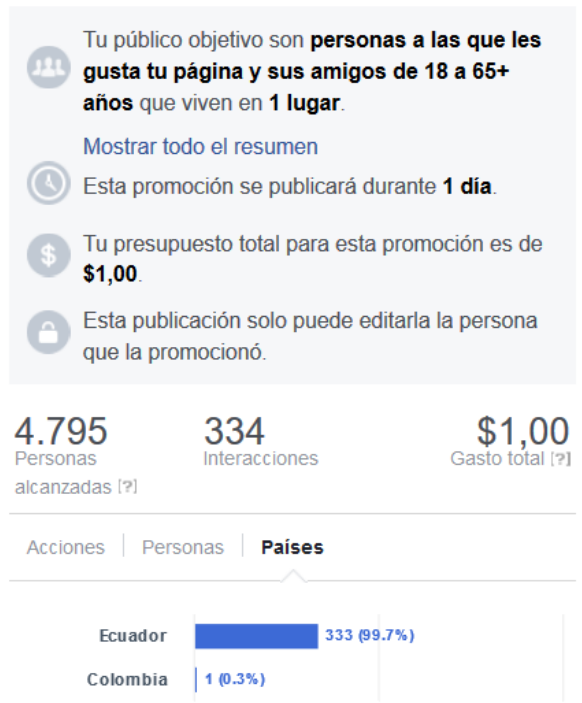 Tu público objetivo son personas a las que les
gusta tu página y sus amigos de 18 a 65+
años que viven en 1 lugar.
Mostrar todo el resumen
Esta promoción se publicará durante 1 día.
$
Tu presupuesto total para esta promoción es de
$1,00.
Esta publicación solo puede editarla la persona
que la promocionó.
4.795
Personas
alcanzadas [?]
334
Interacciones
$1,00
Gasto total [?]
Acciones
Personas
Países
Ecuador 333 (99.7%)
Colombia 1 (0.3%)